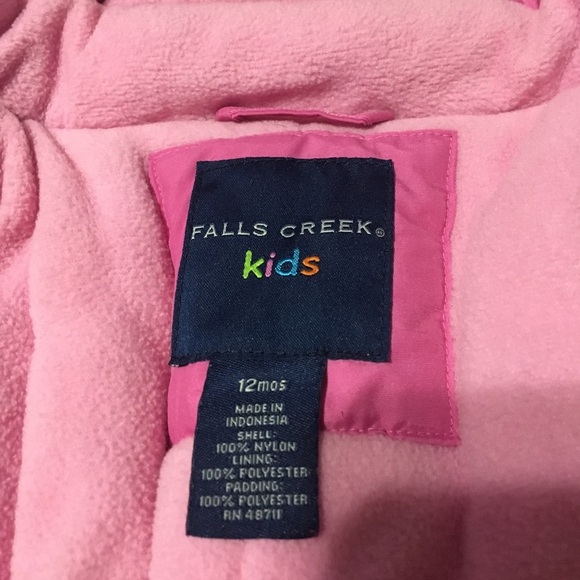 FALLS CREEK®
kids
12mos
MADE IN
INDONESIA
SHELL:
100% NYLON
LINING:
100% POLYESTER
PADDING:
100% POLYESTER
RN 48711